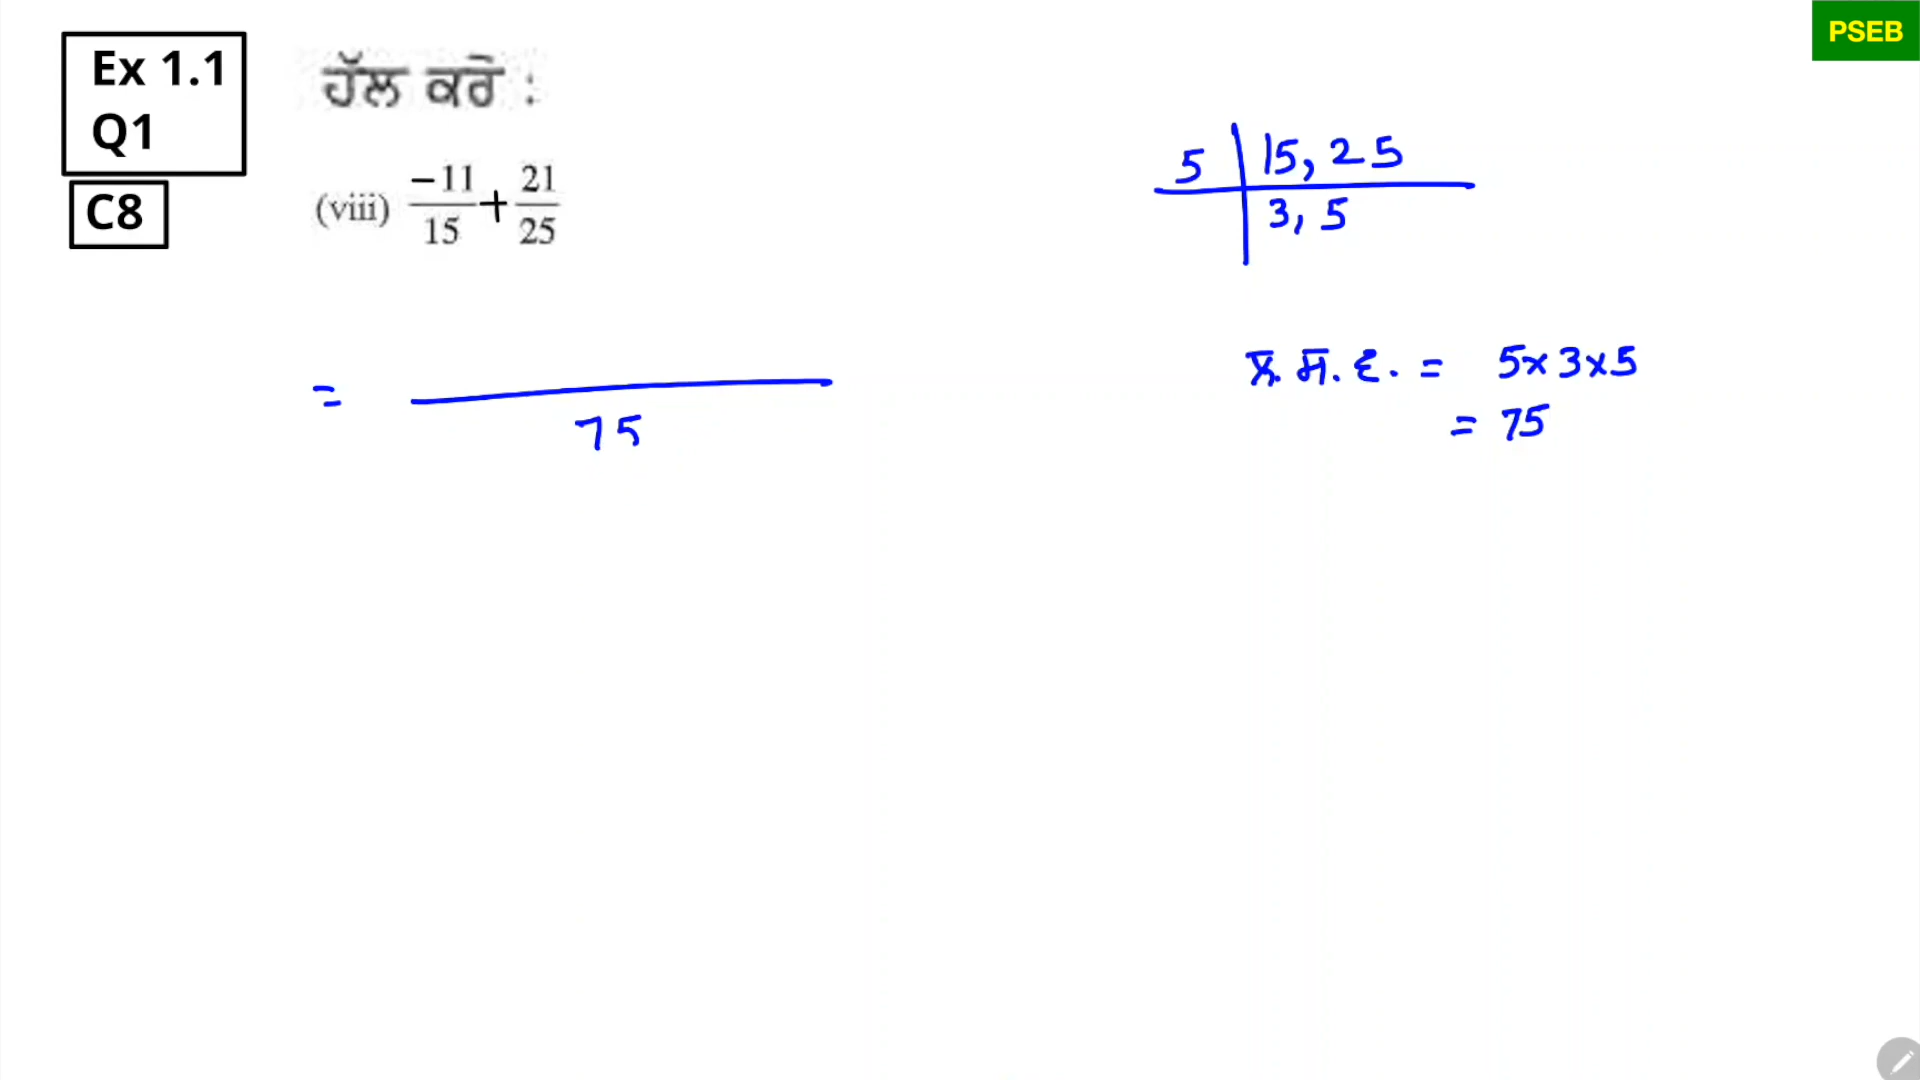 PSEB
Ex 1.1
Q1
C8
ਹੱਲ ਕਰੋ :
(viii) -11/15 + 21/25
5 | 15, 25
3, 5
ਲ. ਸ. ਵ. = 5×3×5
= 75
= /75